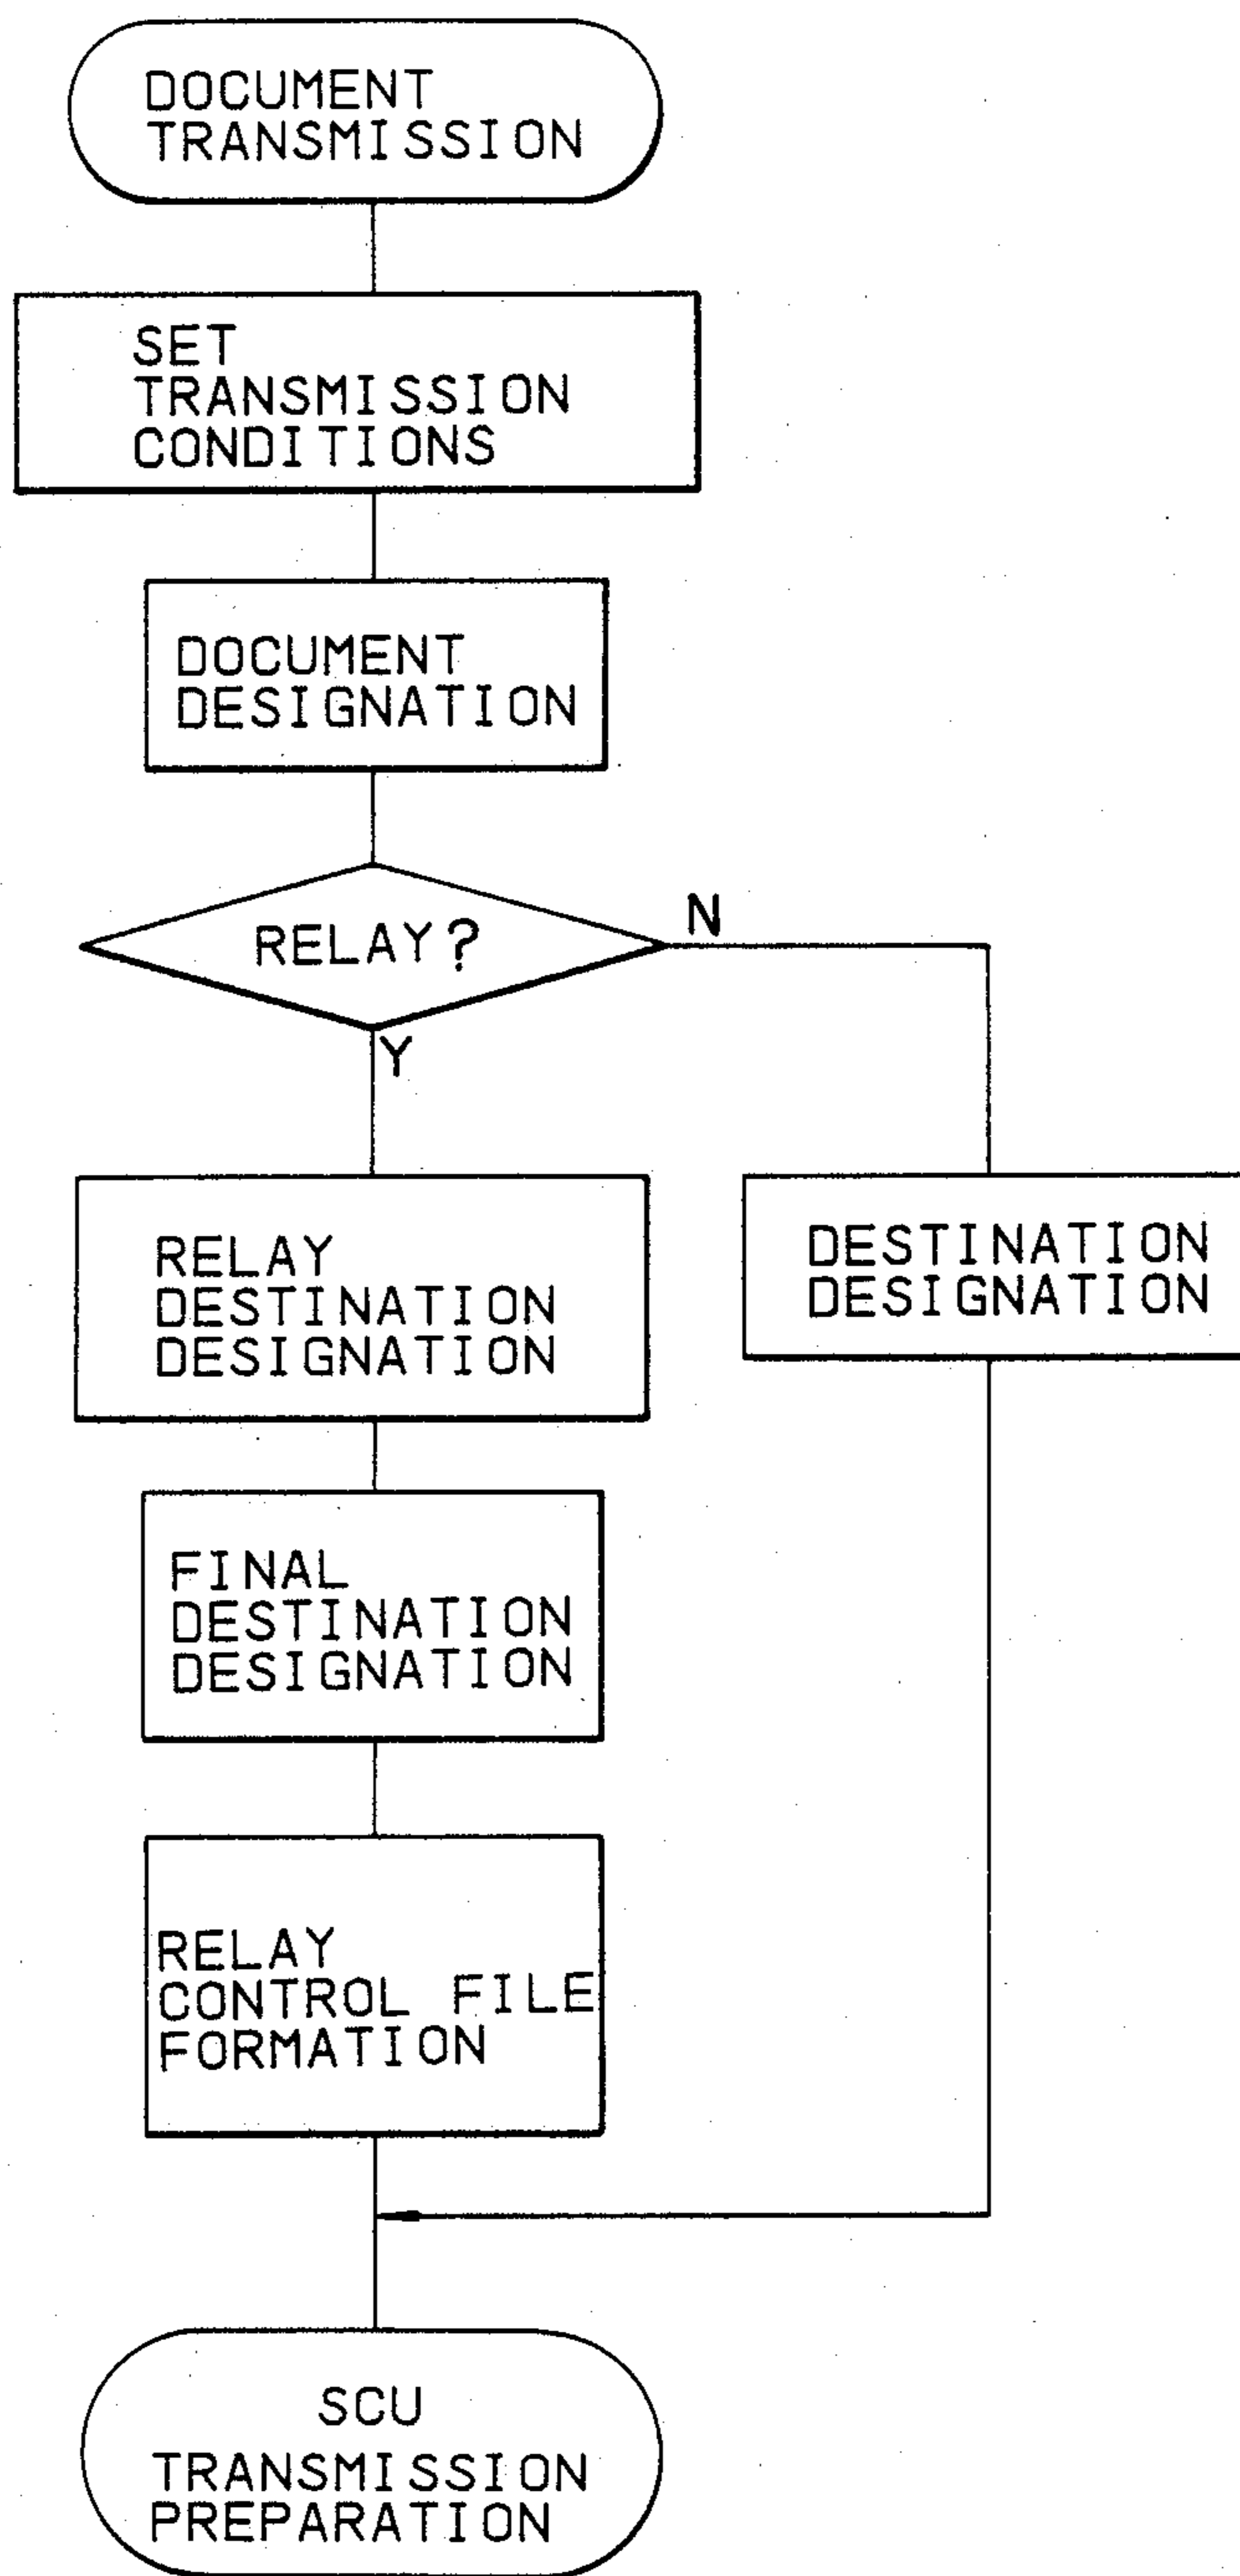 DOCUMENT
TRANSMISSION
SET
TRANSMISSION
CONDITIONS
DOCUMENT
DESIGNATION
RELAY?
N
Y
RELAY
DESTINATION
DESIGNATION
DESTINATION
DESIGNATION
FINAL
DESTINATION
DESIGNATION
RELAY
CONTROL FILE
FORMATION
SCU
TRANSMISSION
PREPARATION